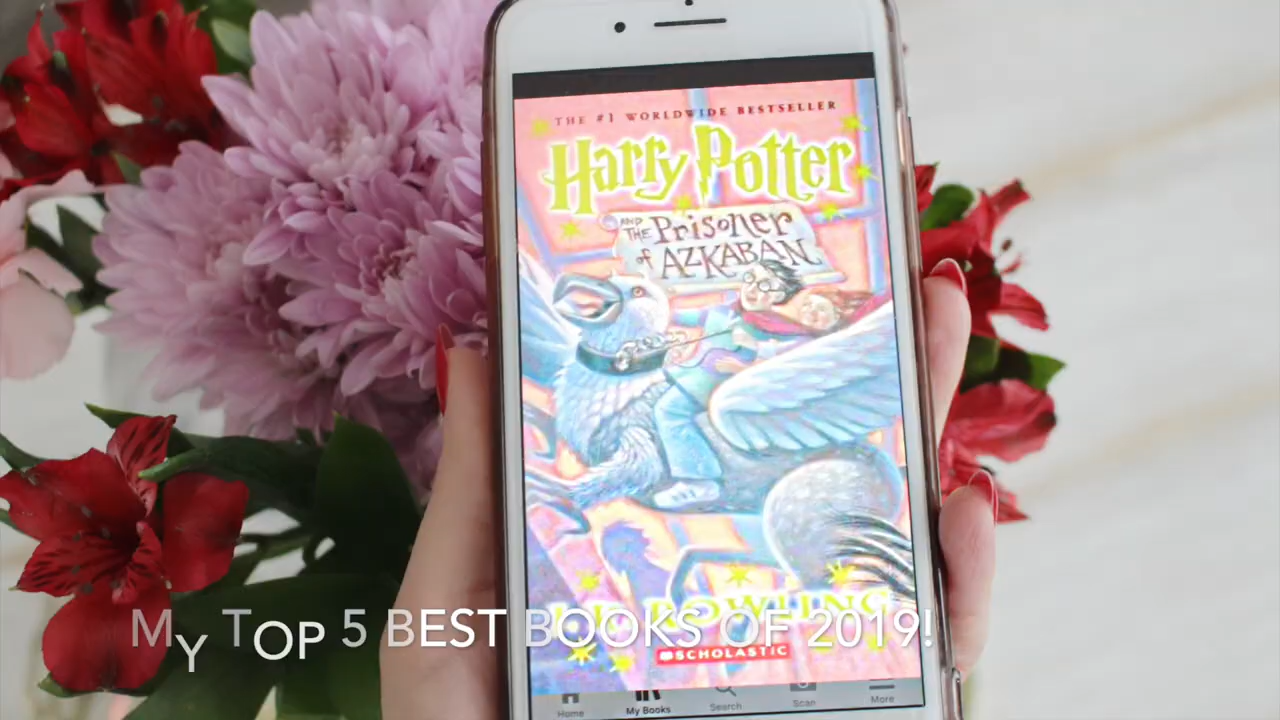 THE #1 WORLDWIDE BESTSELLER
Harry Potter
AND THE Prisoner
of AZKABAN
J.K. ROWLING
MY TOP 5 BEST BOOKS OF 2019!
SCHOLASTIC
Home My Books Search Scan More